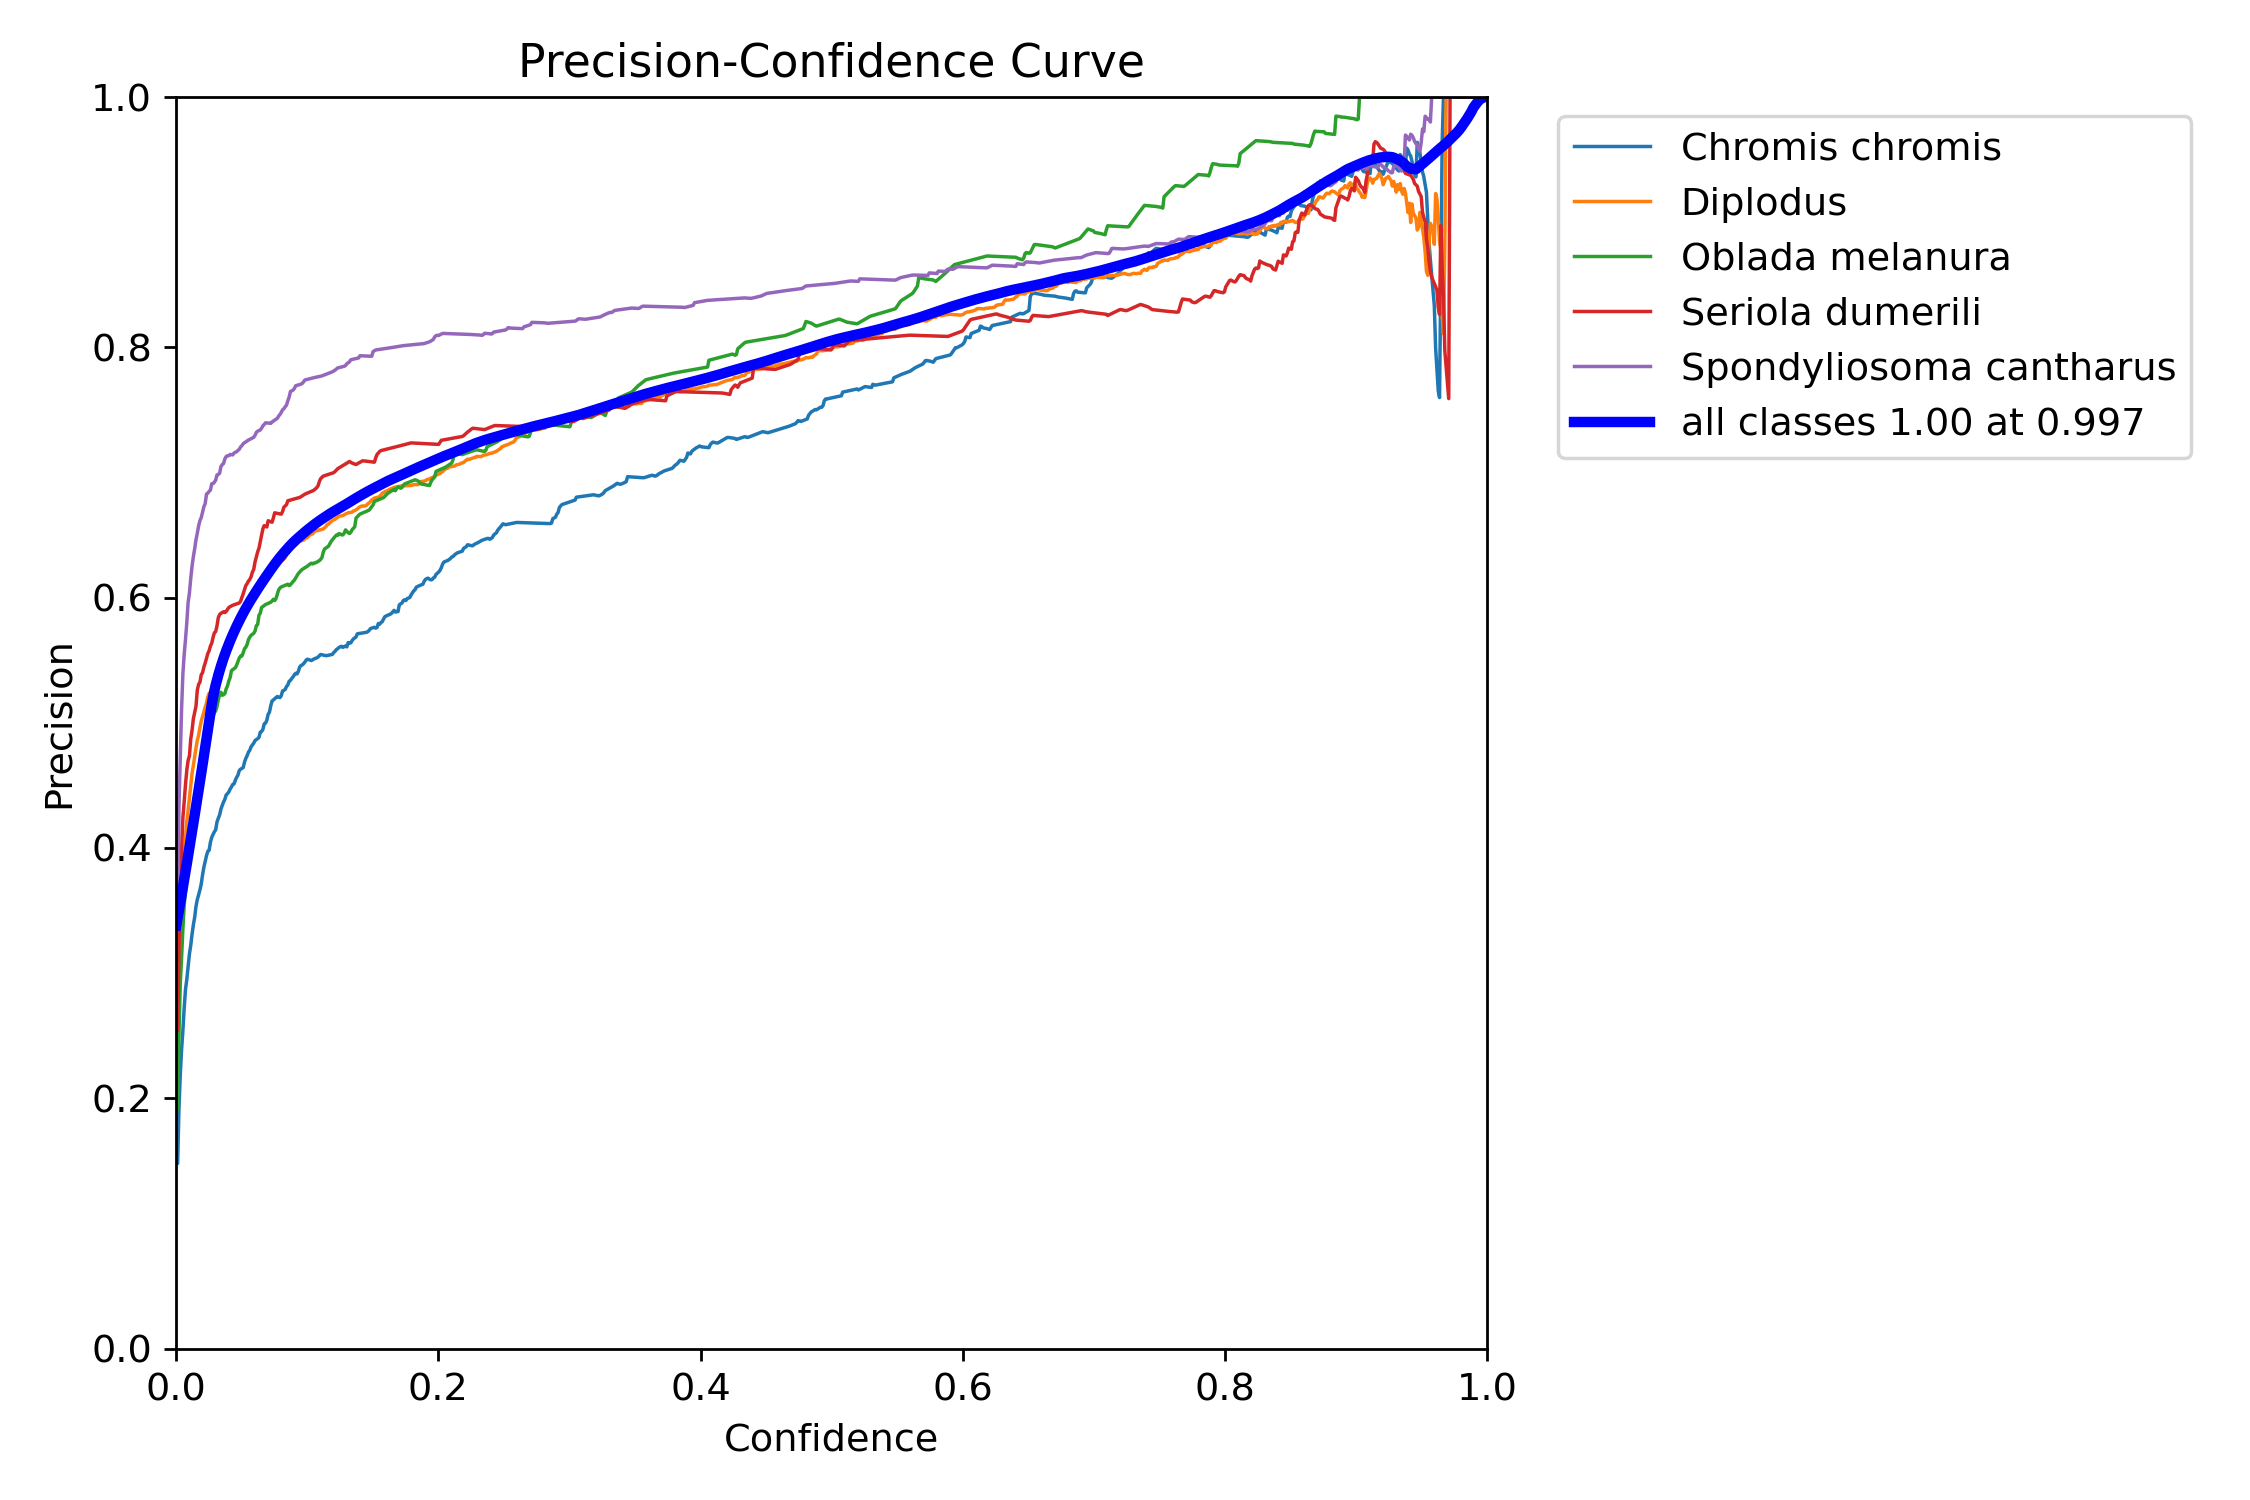 Precision-Confidence Curve
1.0
0.8
0.6
0.4
0.2
0.0
Precision
0.0 0.2 0.4 0.6 0.8 1.0
Confidence
Chromis chromis
Diplodus
Oblada melanura
Seriola dumerili
Spondyliosoma cantharus
all classes 1.00 at 0.997